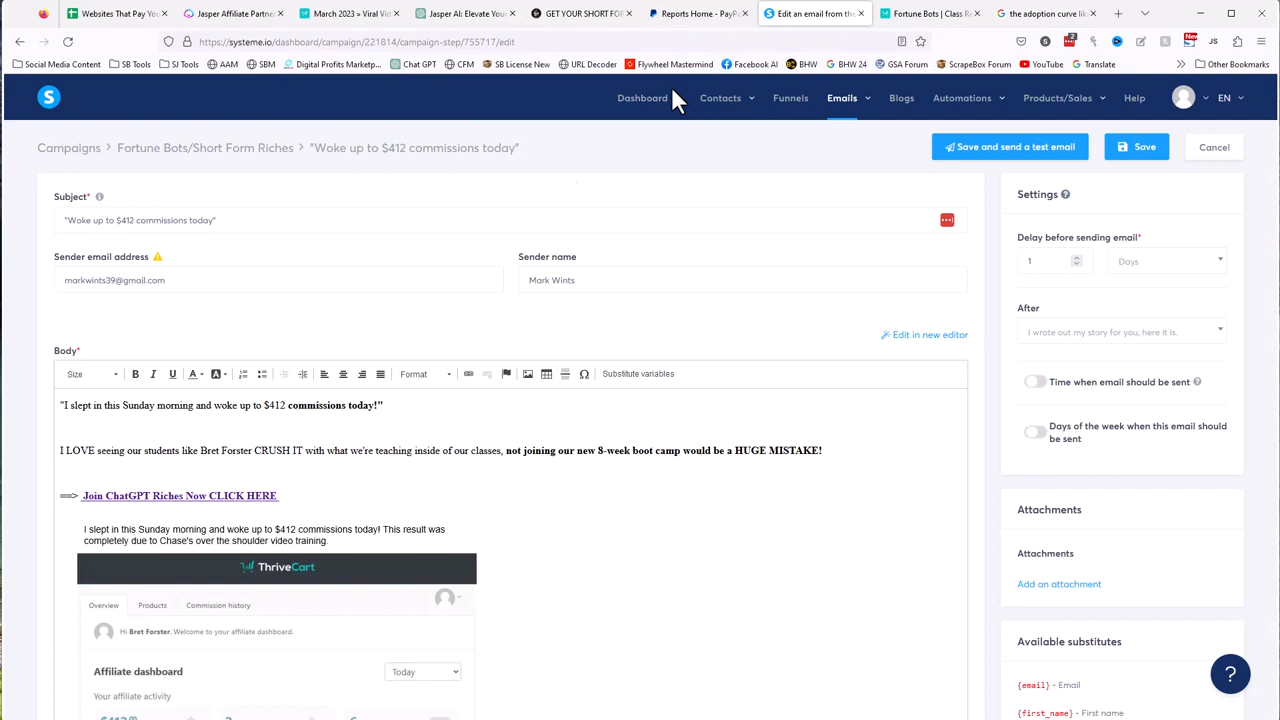 Websites That Pay You
Jasper Affiliate Partne
March 2023 » Viral Vid
Jasper AI: Elevate Your
GET YOUR SHORT FOR
Reports Home - PayPa
Edit an email from the
Fortune Bots | Class Re
the adoption curve like
https://systeme.io/dashboard/campaign/221814/campaign-step/755717/edit
2
New
JS
Social Media Content
SB Tools
SJ Tools
AAM
SBM
Digital Profits Marketp...
Chat GPT
CFM
SB License New
URL Decoder
Flywheel Mastermind
Facebook AI
BHW
BHW 24
GSA Forum
ScrapeBox Forum
YouTube
Translate
Other Bookmarks
S
Dashboard
Contacts
Funnels
Emails
Blogs
Automations
Products/Sales
Help
EN
Campaigns > Fortune Bots/Short Form Riches > "Woke up to $412 commissions today"
Save and send a test email
Save
Cancel
Subject*
"Woke up to $412 commissions today"
Sender email address
Sender name
markwints39@gmail.com
Mark Wints
Edit in new editor
Body*
Size
B I U A A
Format
Substitute variables
"I slept in this Sunday morning and woke up to $412 commissions today!"
I LOVE seeing our students like Bret Forster CRUSH IT with what we're teaching inside of our classes, not joining our new 8-week boot camp would be a HUGE MISTAKE!
==> Join ChatGPT Riches Now CLICK HERE
I slept in this Sunday morning and woke up to $412 commissions today! This result was
completely due to Chase's over the shoulder video training.
ThriveCart
Overview
Products
Commission history
Hi Bret Forster. Welcome to your affiliate dashboard.
Affiliate dashboard
Today
Your affiliate activity
Settings
Delay before sending email*
1
Days
After
I wrote out my story for you, here it is.
Time when email should be sent
Days of the week when this email should
be sent
Attachments
Attachments
Add an attachment
Available substitutes
{email} - Email
{first_name} - First name
?